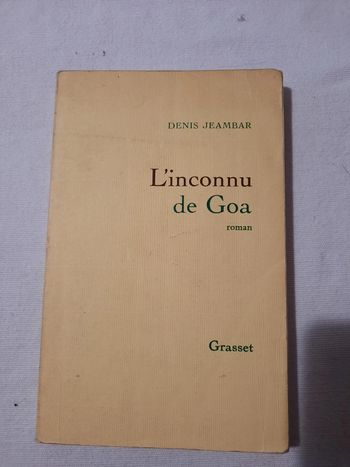 DENIS JEAMBAR
L'inconnu
de Goa
roman
Grasset